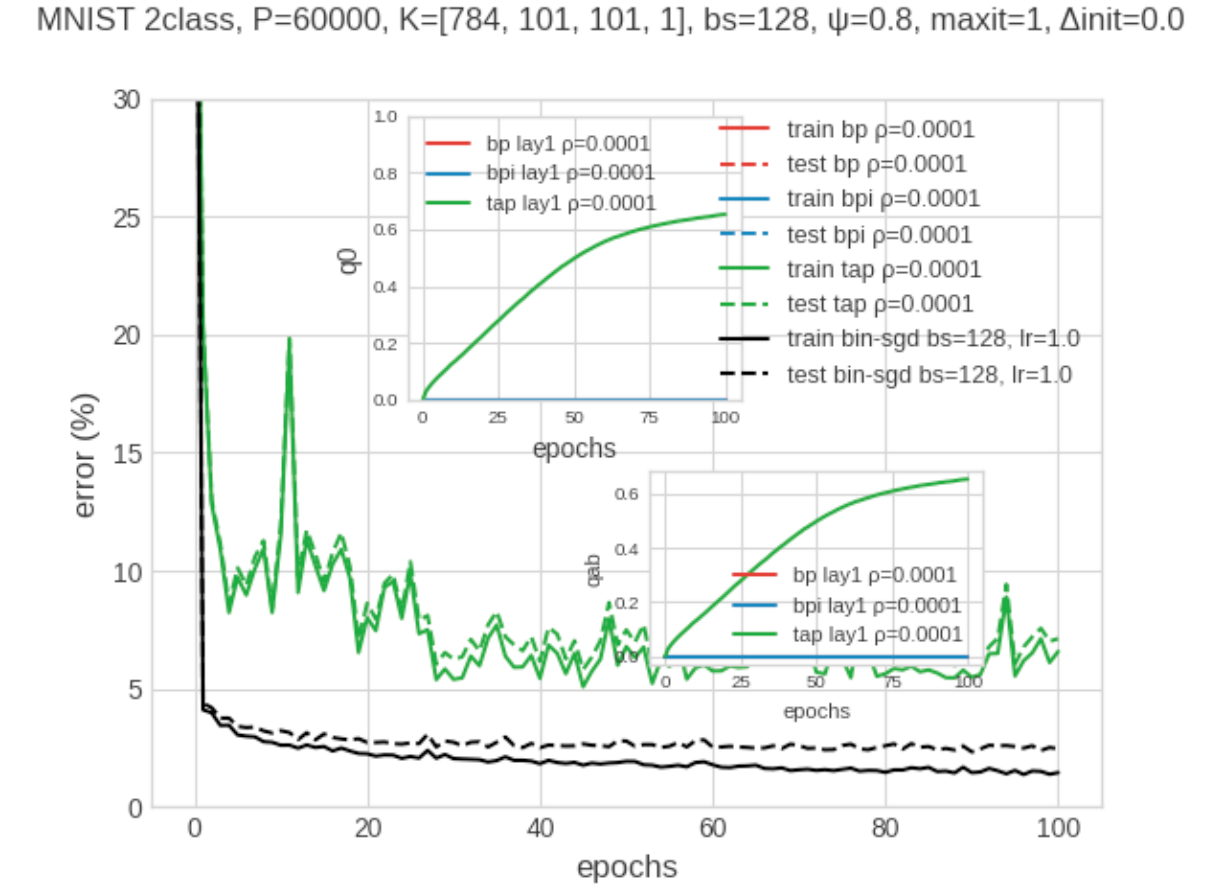 MNIST 2class, P=60000, K=[784, 101, 101, 1], bs=128, ψ=0.8, maxit=1, Δinit=0.0
error (%)
30
25
20
15
10
5
0
0
20
40
60
80
100
epochs
q0
1.0
0.8
0.6
0.4
0.2
0.0
bp lay1 ρ=0.0001
bpi lay1 ρ=0.0001
tap lay1 ρ=0.0001
0
25
50
75
100
epochs
train bp ρ=0.0001
test bp ρ=0.0001
train bpi ρ=0.0001
test bpi ρ=0.0001
train tap ρ=0.0001
test tap ρ=0.0001
train bin-sgd bs=128, lr=1.0
test bin-sgd bs=128, lr=1.0
qab
0.6
0.4
0.2
0.0
bp lay1 ρ=0.0001
bpi lay1 ρ=0.0001
tap lay1 ρ=0.0001
0
25
50
75
100
epochs